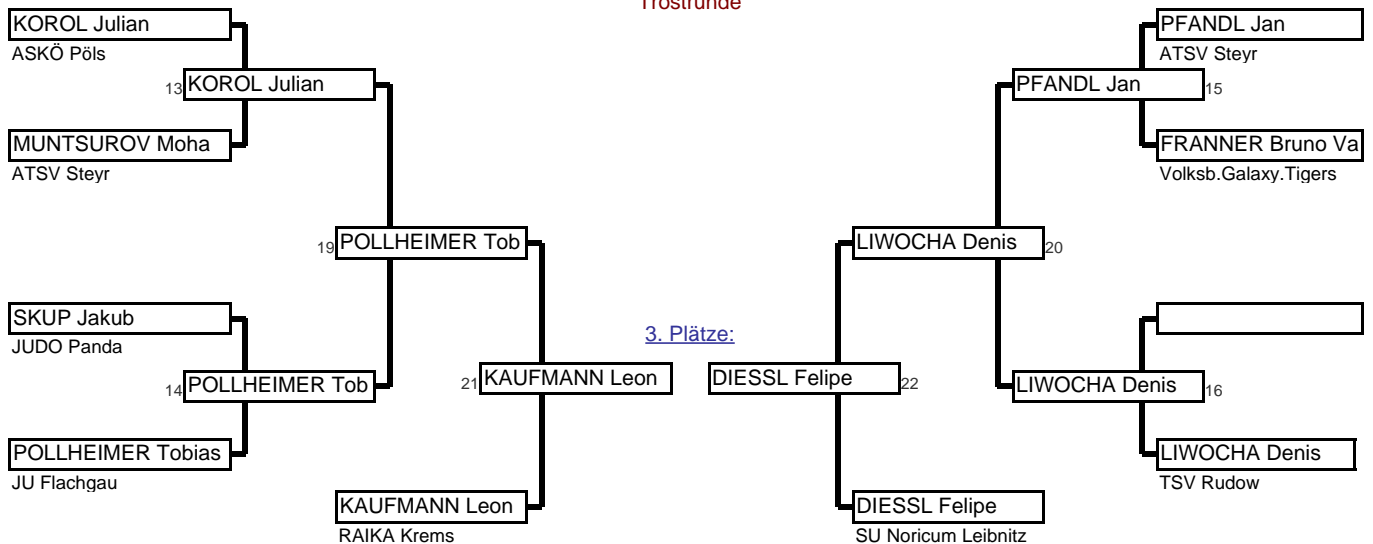 Trostrunde
KOROL Julian
ASKÖ Pöls
13 KOROL Julian
MUNTSUROV Moha
ATSV Steyr
19 POLLHEIMER Tob
SKUP Jakub
JUDO Panda
14 POLLHEIMER Tob
POLLHEIMER Tobias
JU Flachgau
21 KAUFMANN Leon
KAUFMANN Leon
RAIKA Krems
3. Plätze:
PFANDL Jan
ATSV Steyr
PFANDL Jan 15
FRANNER Bruno Va
Volksb.Galaxy.Tigers
LIWOCHA Denis 20
DIESSL Felipe 22
LIWOCHA Denis 16
LIWOCHA Denis
TSV Rudow
DIESSL Felipe
SU Noricum Leibnitz